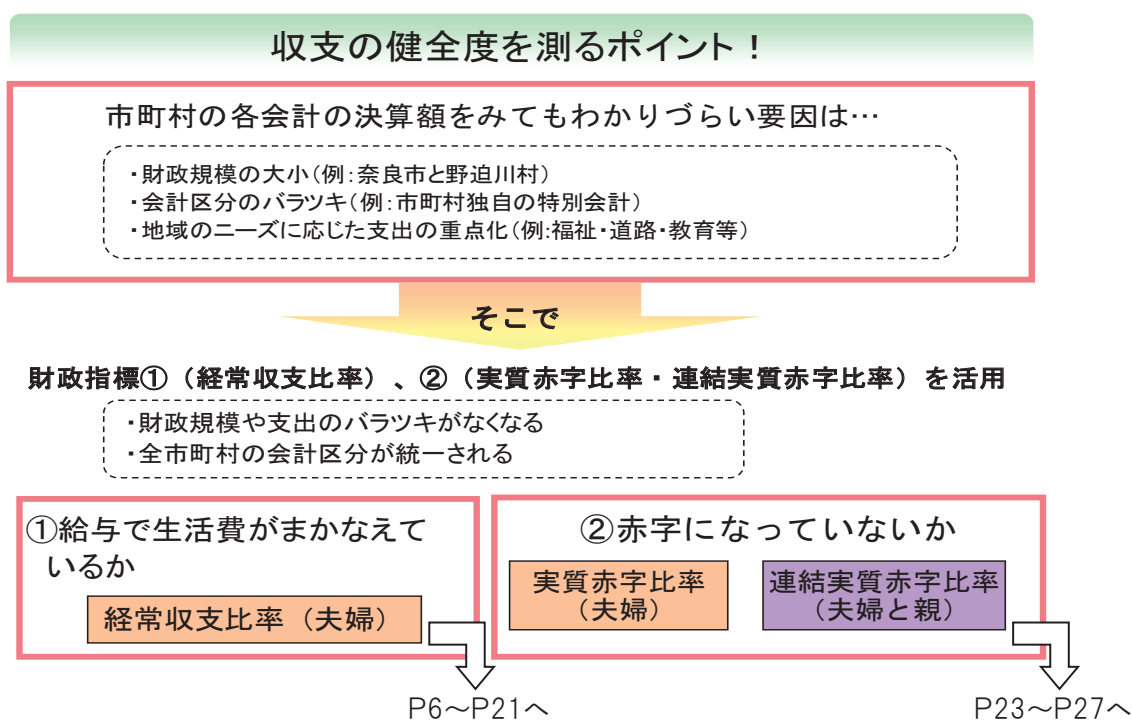 収支の健全度を測るポイント！
市町村の各会計の決算額をみてもわかりづらい要因は…
・財政規模の大小（例：奈良市と野迫川村）
・会計区分のバラツキ（例：市町村独自の特別会計）
・地域のニーズに応じた支出の重点化（例：福祉・道路・教育等）
そこで
財政指標①（経常収支比率）、②（実質赤字比率・連結実質赤字比率）を活用
・財政規模や支出のバラツキがなくなる
・全市町村の会計区分が統一される
①給与で生活費がまかなえて
いるか
経常収支比率（夫婦）
P6～P21へ
②赤字になっていないか
実質赤字比率
（夫婦）
連結実質赤字比率
（夫婦と親）
P23～P27へ